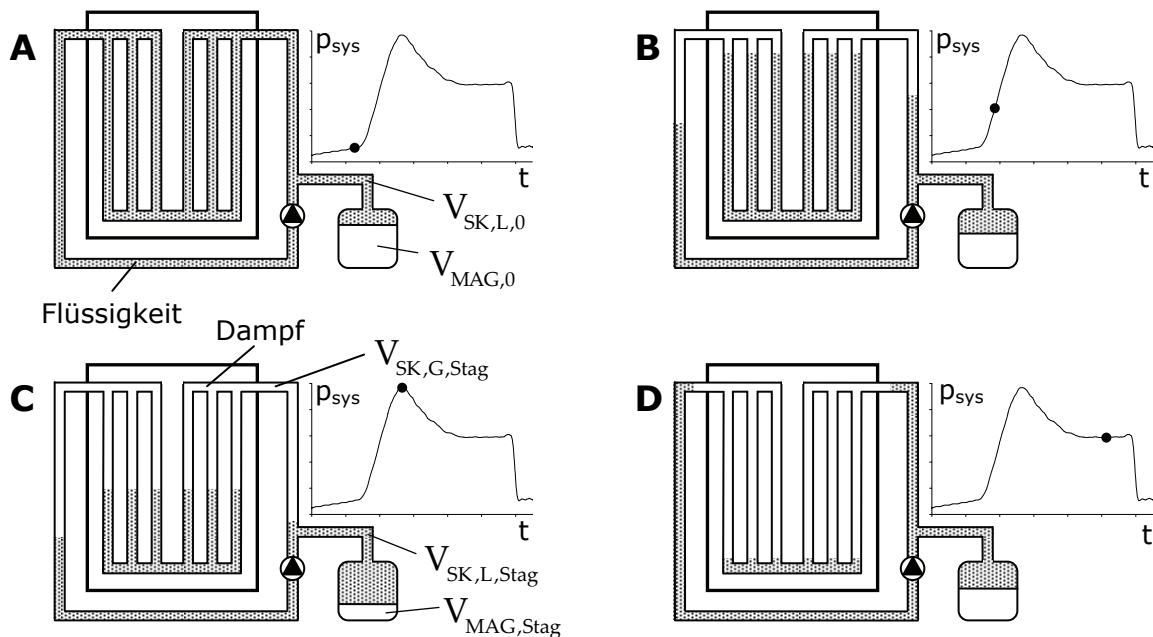 A
p_sys
t
V_SK,L,0
V_MAG,0
Flüssigkeit
B
p_sys
t
C
Dampf
V_SK,G,Stag
p_sys
t
V_SK,L,Stag
V_MAG,Stag
D
p_sys
t